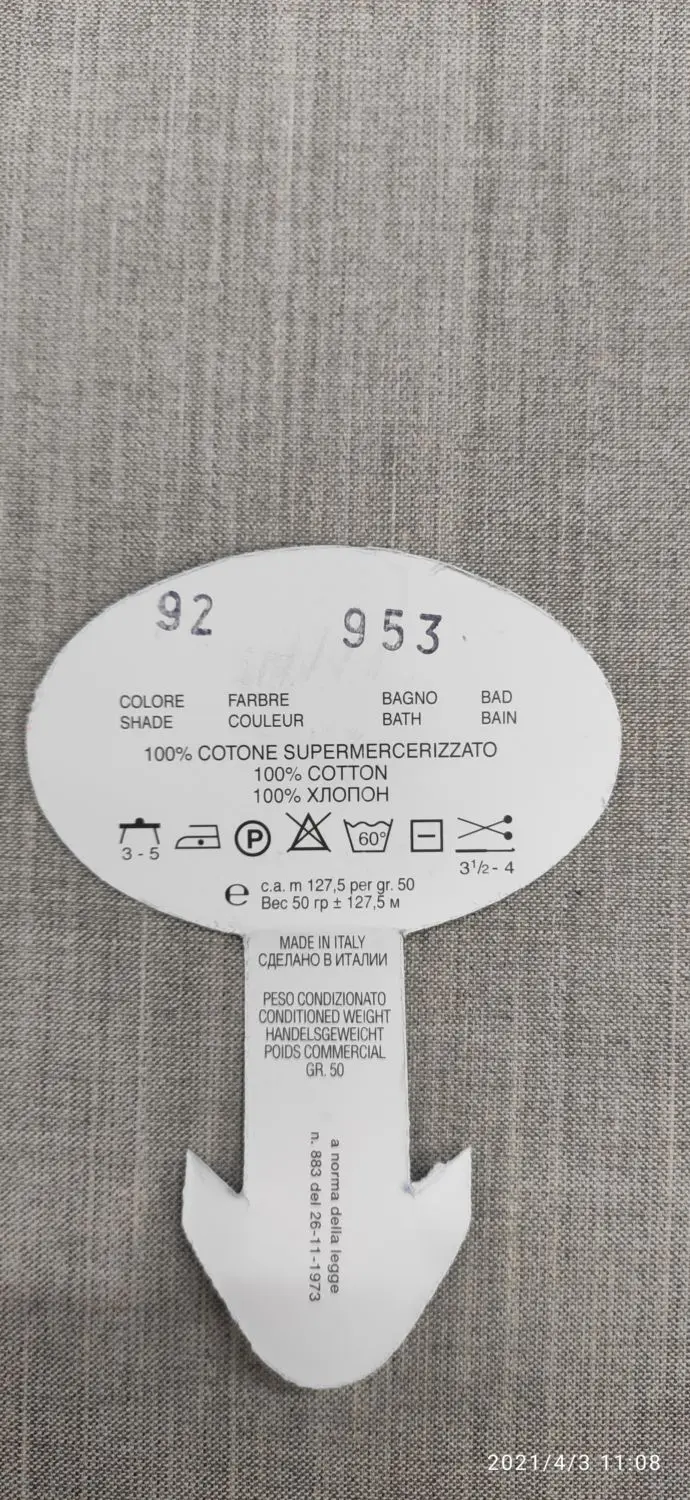 92 953
COLORE FARBRE BAGNO BAD
SHADE COULEUR BATH BAIN
100% COTONE SUPERMERCERIZZATO
100% COTTON
100% ХЛОПОН
3 - 5 P 60° 3½ - 4
e c.a. m 127,5 per gr. 50
Вес 50 гр ± 127,5 м
MADE IN ITALY
СДЕЛАНО В ИТАЛИИ
PESO CONDIZIONATO
CONDITIONED WEIGHT
HANDELSGEWEICHT
POIDS COMMERCIAL
GR. 50
a norma della legge
n. 883 del 26-11-1973
2021/4/3 11:08